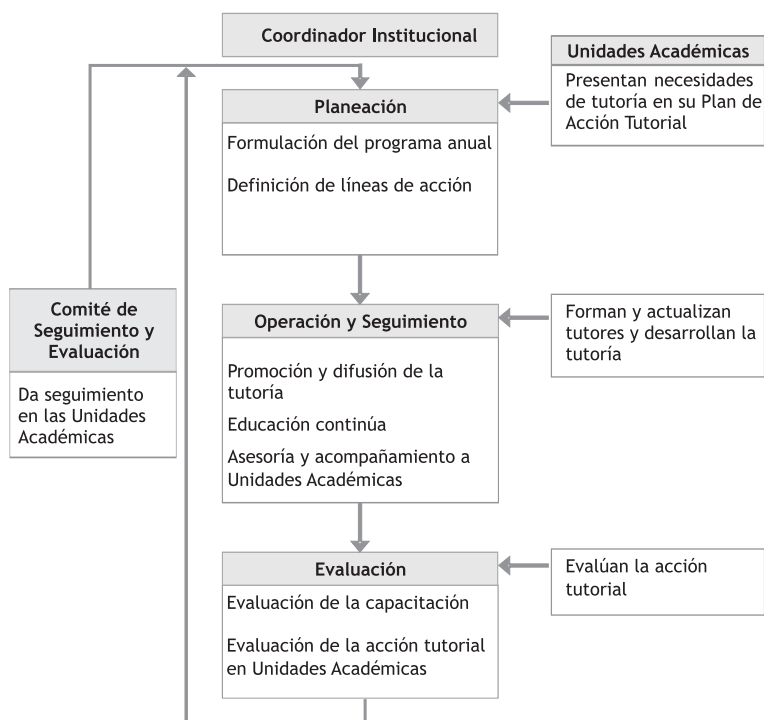 Coordinador Institucional
Unidades Académicas
Presentan necesidades
de tutoría en su Plan de
Acción Tutorial
Planeación
Formulación del programa anual
Definición de líneas de acción
Comité de
Seguimiento y
Evaluación
Da seguimiento
en las Unidades
Académicas
Operación y Seguimiento
Promoción y difusión de la
tutoría
Educación continúa
Asesoría y acompañamiento a
Unidades Académicas
Forman y actualizan
tutores y desarrollan la
tutoría
Evaluación
Evaluación de la capacitación
Evaluación de la acción tutorial
en Unidades Académicas
Evalúan la acción
tutorial